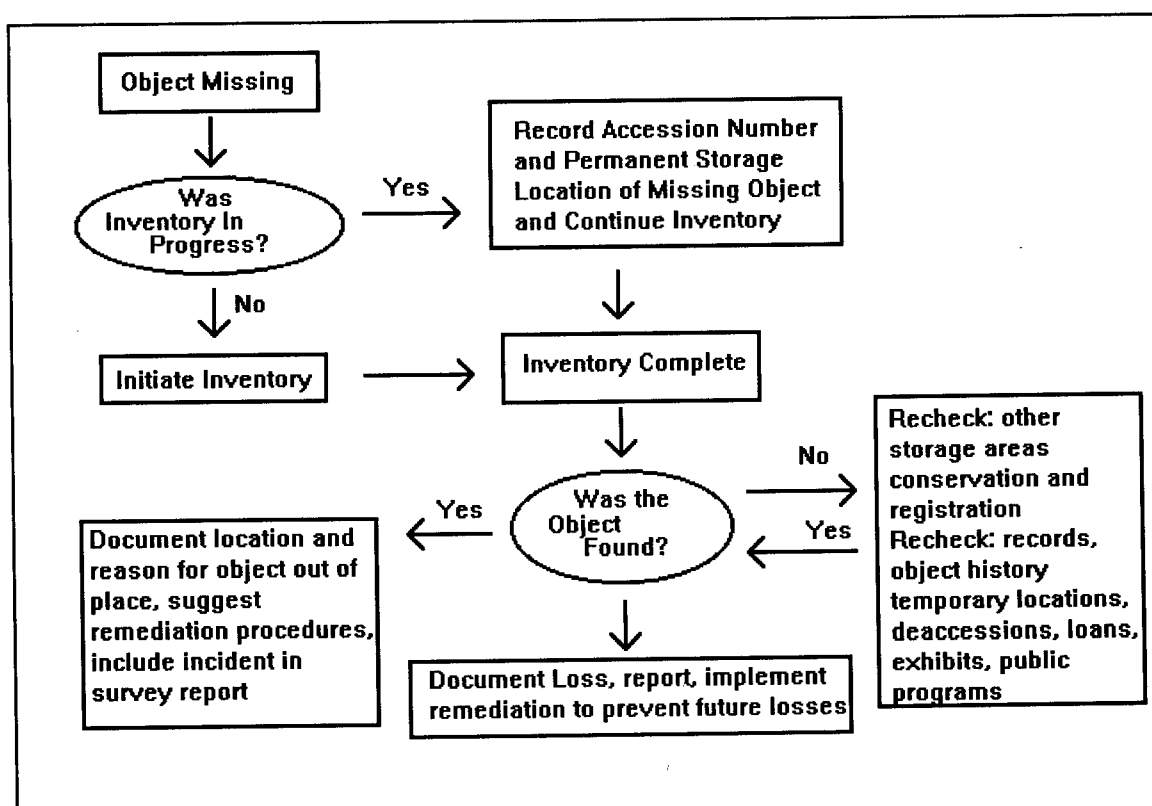 Object Missing
Was
Inventory In
Progress?
Yes
Record Accession Number
and Permanent Storage
Location of Missing Object
and Continue Inventory
No
Initiate Inventory
Inventory Complete
Was the
Object
Found?
No
Yes
Recheck: other
storage areas
conservation and
registration
Recheck: records,
object history
temporary locations,
deaccessions, loans,
exhibits, public
programs
Yes
Document location and
reason for object out of
place, suggest
remediation procedures,
include incident in
survey report
Document Loss, report, implement
remediation to prevent future losses